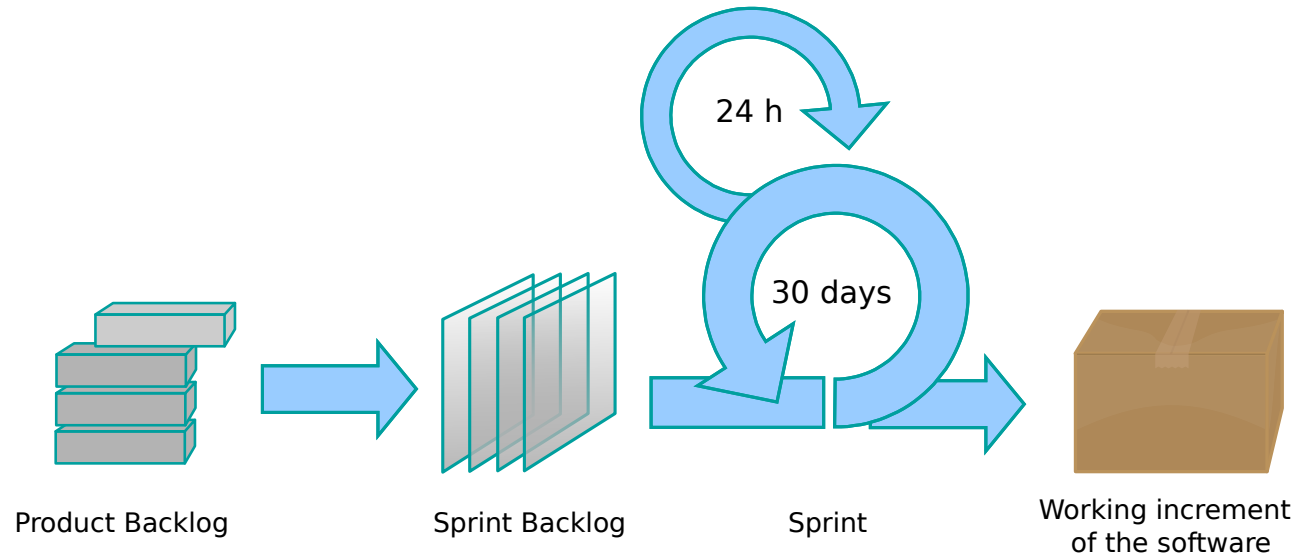 24 h
30 days
Product Backlog
Sprint Backlog
Sprint
Working increment
of the software